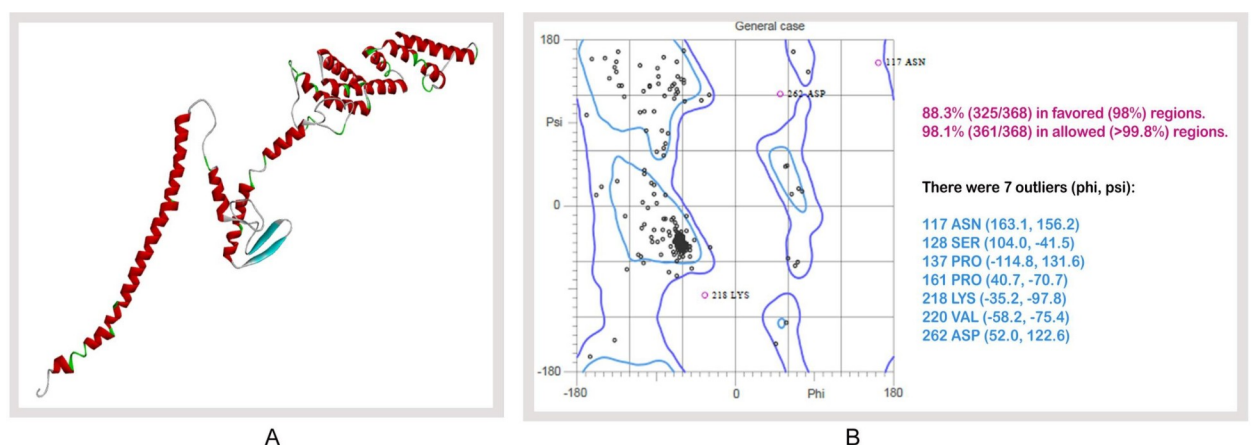 General case
180
117 ASN
262 ASP
Psi
0
218 LYS
-180
-180
0
Phi
180
88.3% (325/368) in favored (98%) regions.
98.1% (361/368) in allowed (>99.8%) regions.
There were 7 outliers (phi, psi):
117 ASN (163.1, 156.2)
128 SER (104.0, -41.5)
137 PRO (-114.8, 131.6)
161 PRO (40.7, -70.7)
218 LYS (-35.2, -97.8)
220 VAL (-58.2, -75.4)
262 ASP (52.0, 122.6)
A
B